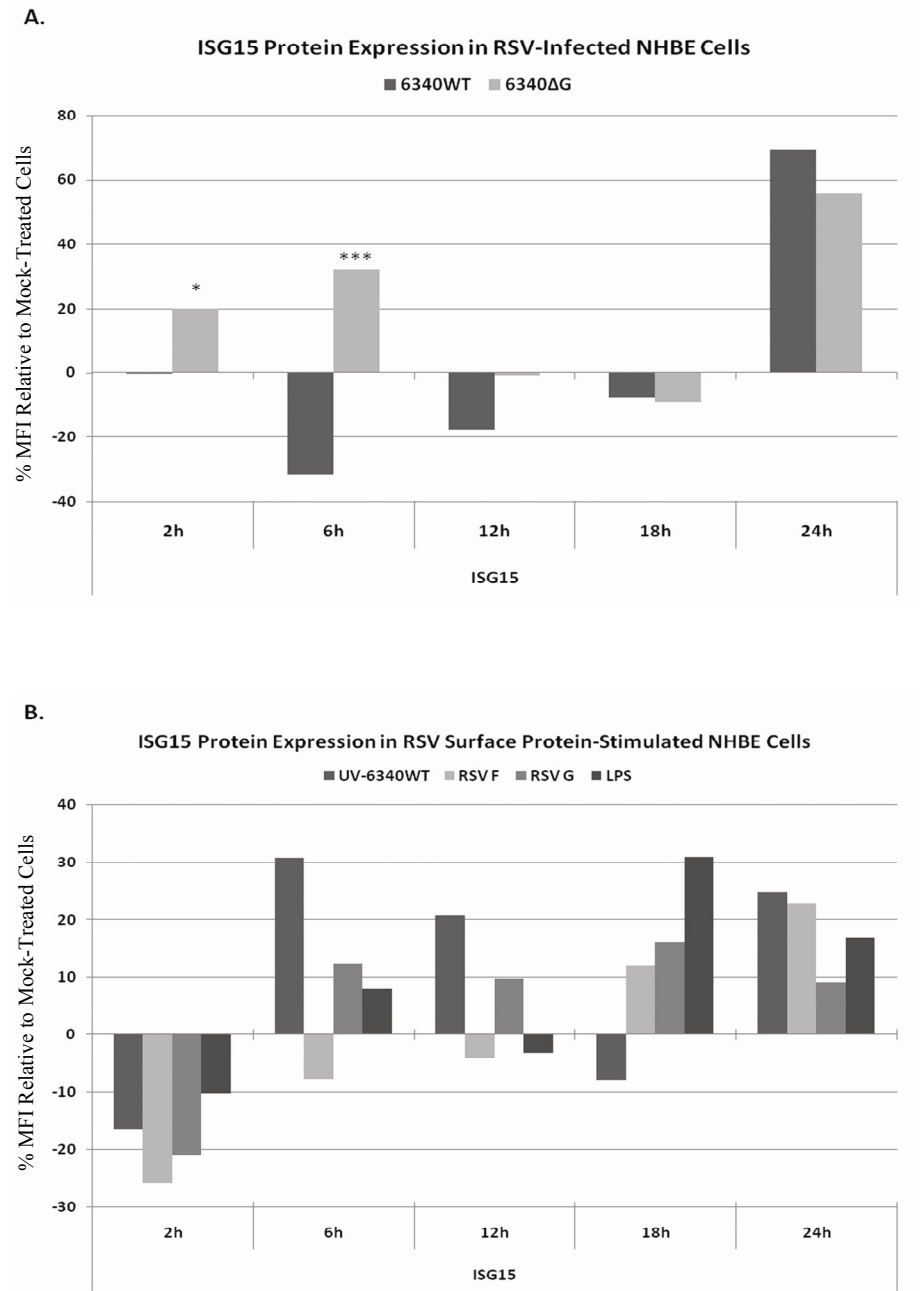 A.
ISG15 Protein Expression in RSV-Infected NHBE Cells
6340WT 6340ΔG
% MFI Relative to Mock-Treated Cells
80
60
40
20
0
-20
-40
*
***
2h 6h 12h 18h 24h
ISG15
B.
ISG15 Protein Expression in RSV Surface Protein-Stimulated NHBE Cells
UV-6340WT RSV F RSV G LPS
% MFI Relative to Mock-Treated Cells
40
30
20
10
0
-10
-20
-30
2h 6h 12h 18h 24h
ISG15